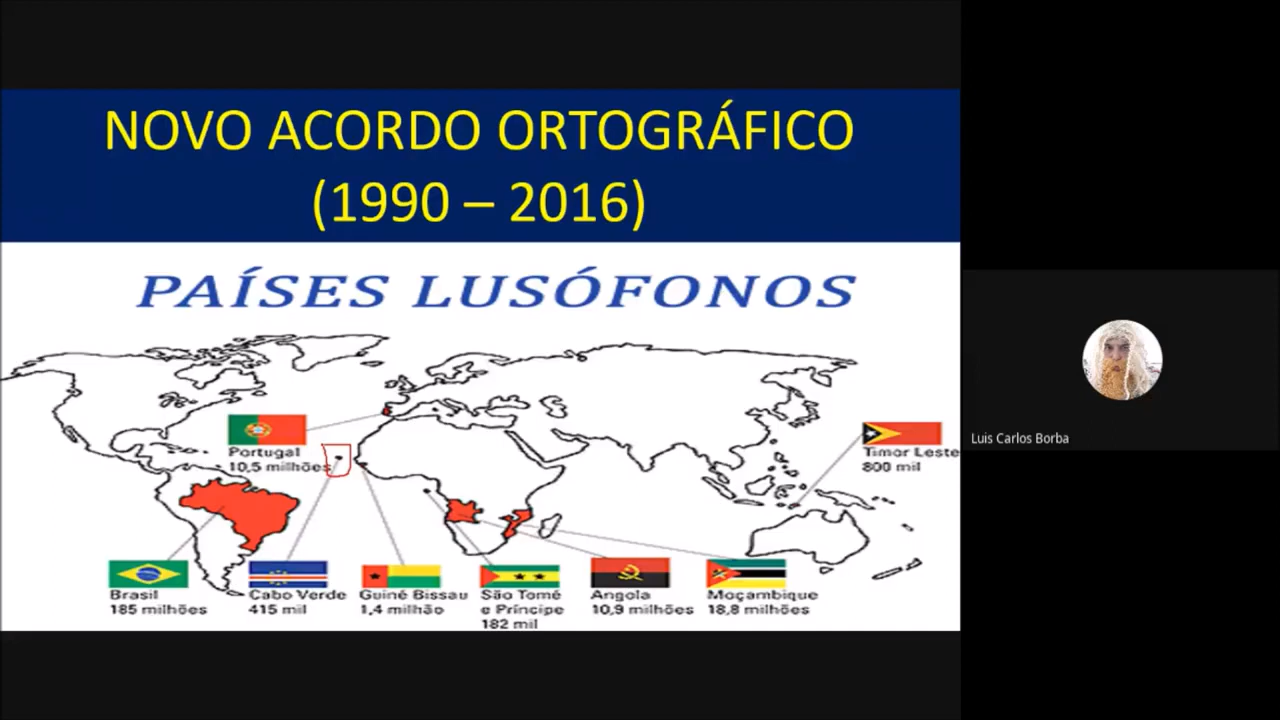 NOVO ACORDO ORTOGRÁFICO
(1990 – 2016)
PAÍSES LUSÓFONOS
Portugal
10,5 milhões
Timor Leste
800 mil
Luis Carlos Borba
Brasil
185 milhões
Cabo Verde
415 mil
Guiné Bissau
1,4 milhão
São Tomé
e Príncipe
182 mil
Angola
10,9 milhões
Moçambique
18,8 milhões